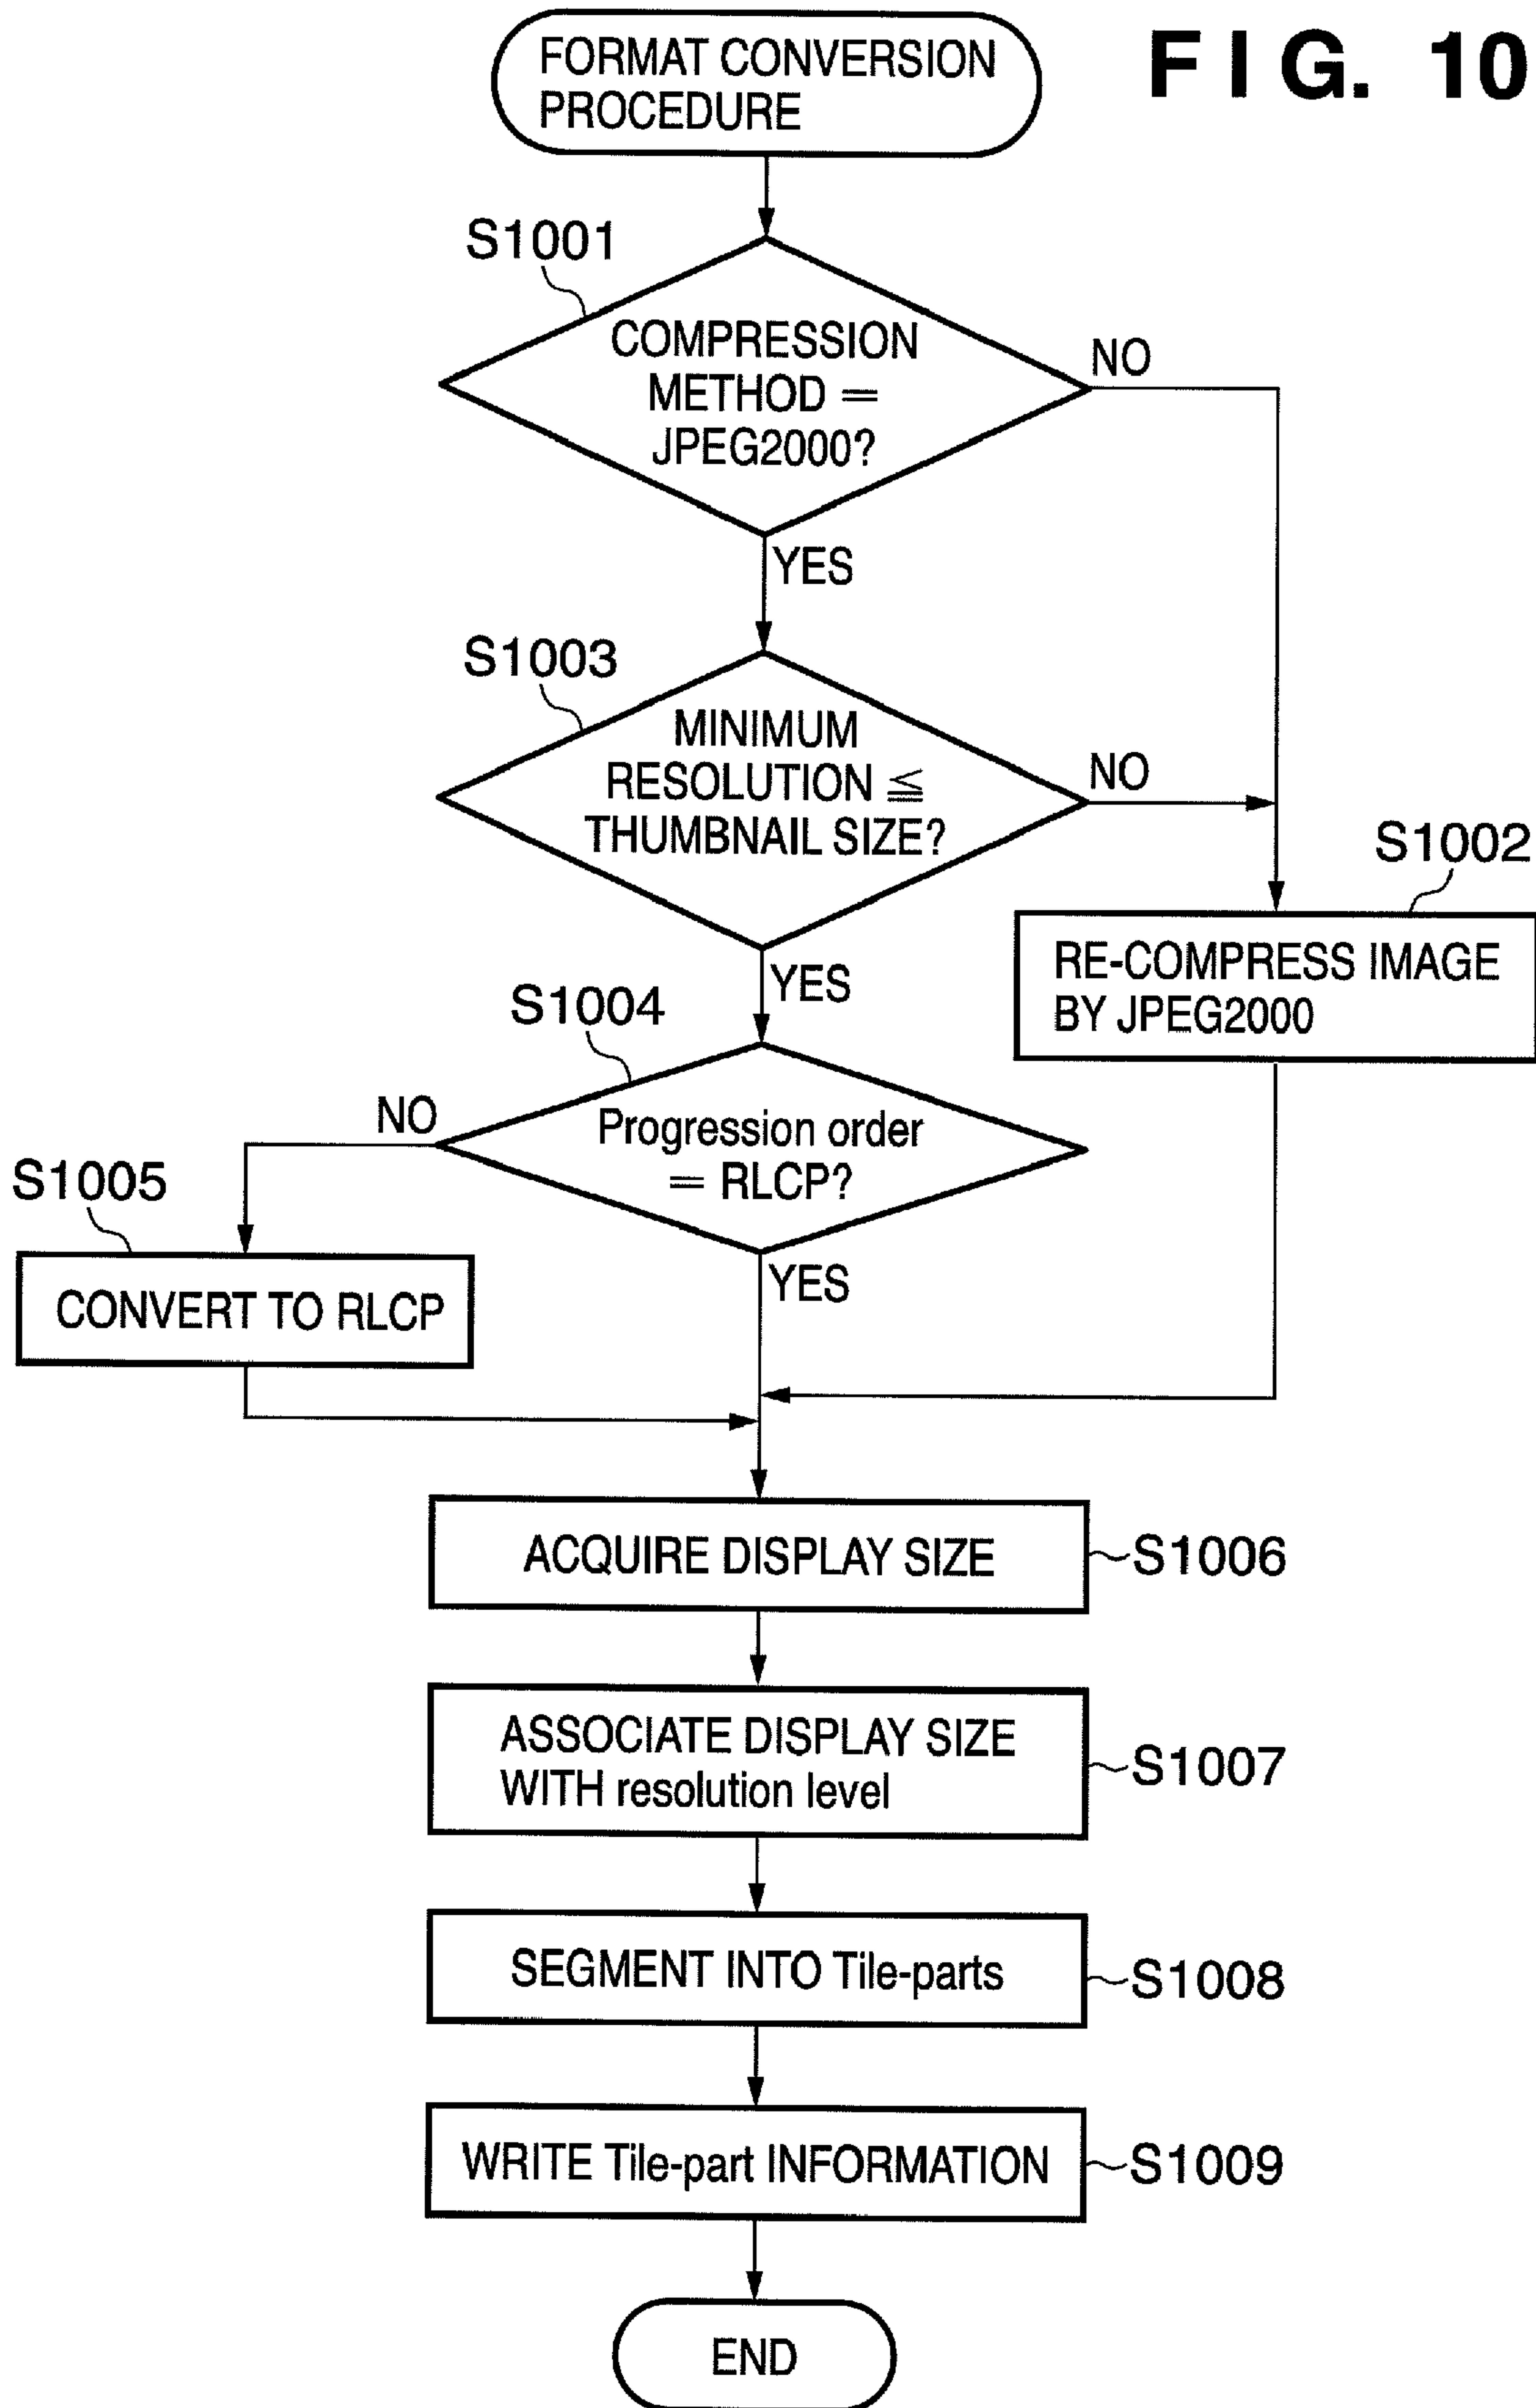 FORMAT CONVERSION
PROCEDURE
FIG. 10
S1001
COMPRESSION
METHOD =
JPEG2000?
NO
YES
S1003
MINIMUM
RESOLUTION ≦
THUMBNAIL SIZE?
NO
S1002
RE-COMPRESS IMAGE
BY JPEG2000
YES
S1004
Progression order
= RLCP?
NO
S1005
CONVERT TO RLCP
YES
ACQUIRE DISPLAY SIZE
S1006
ASSOCIATE DISPLAY SIZE
WITH resolution level
S1007
SEGMENT INTO Tile-parts
S1008
WRITE Tile-part INFORMATION
S1009
END